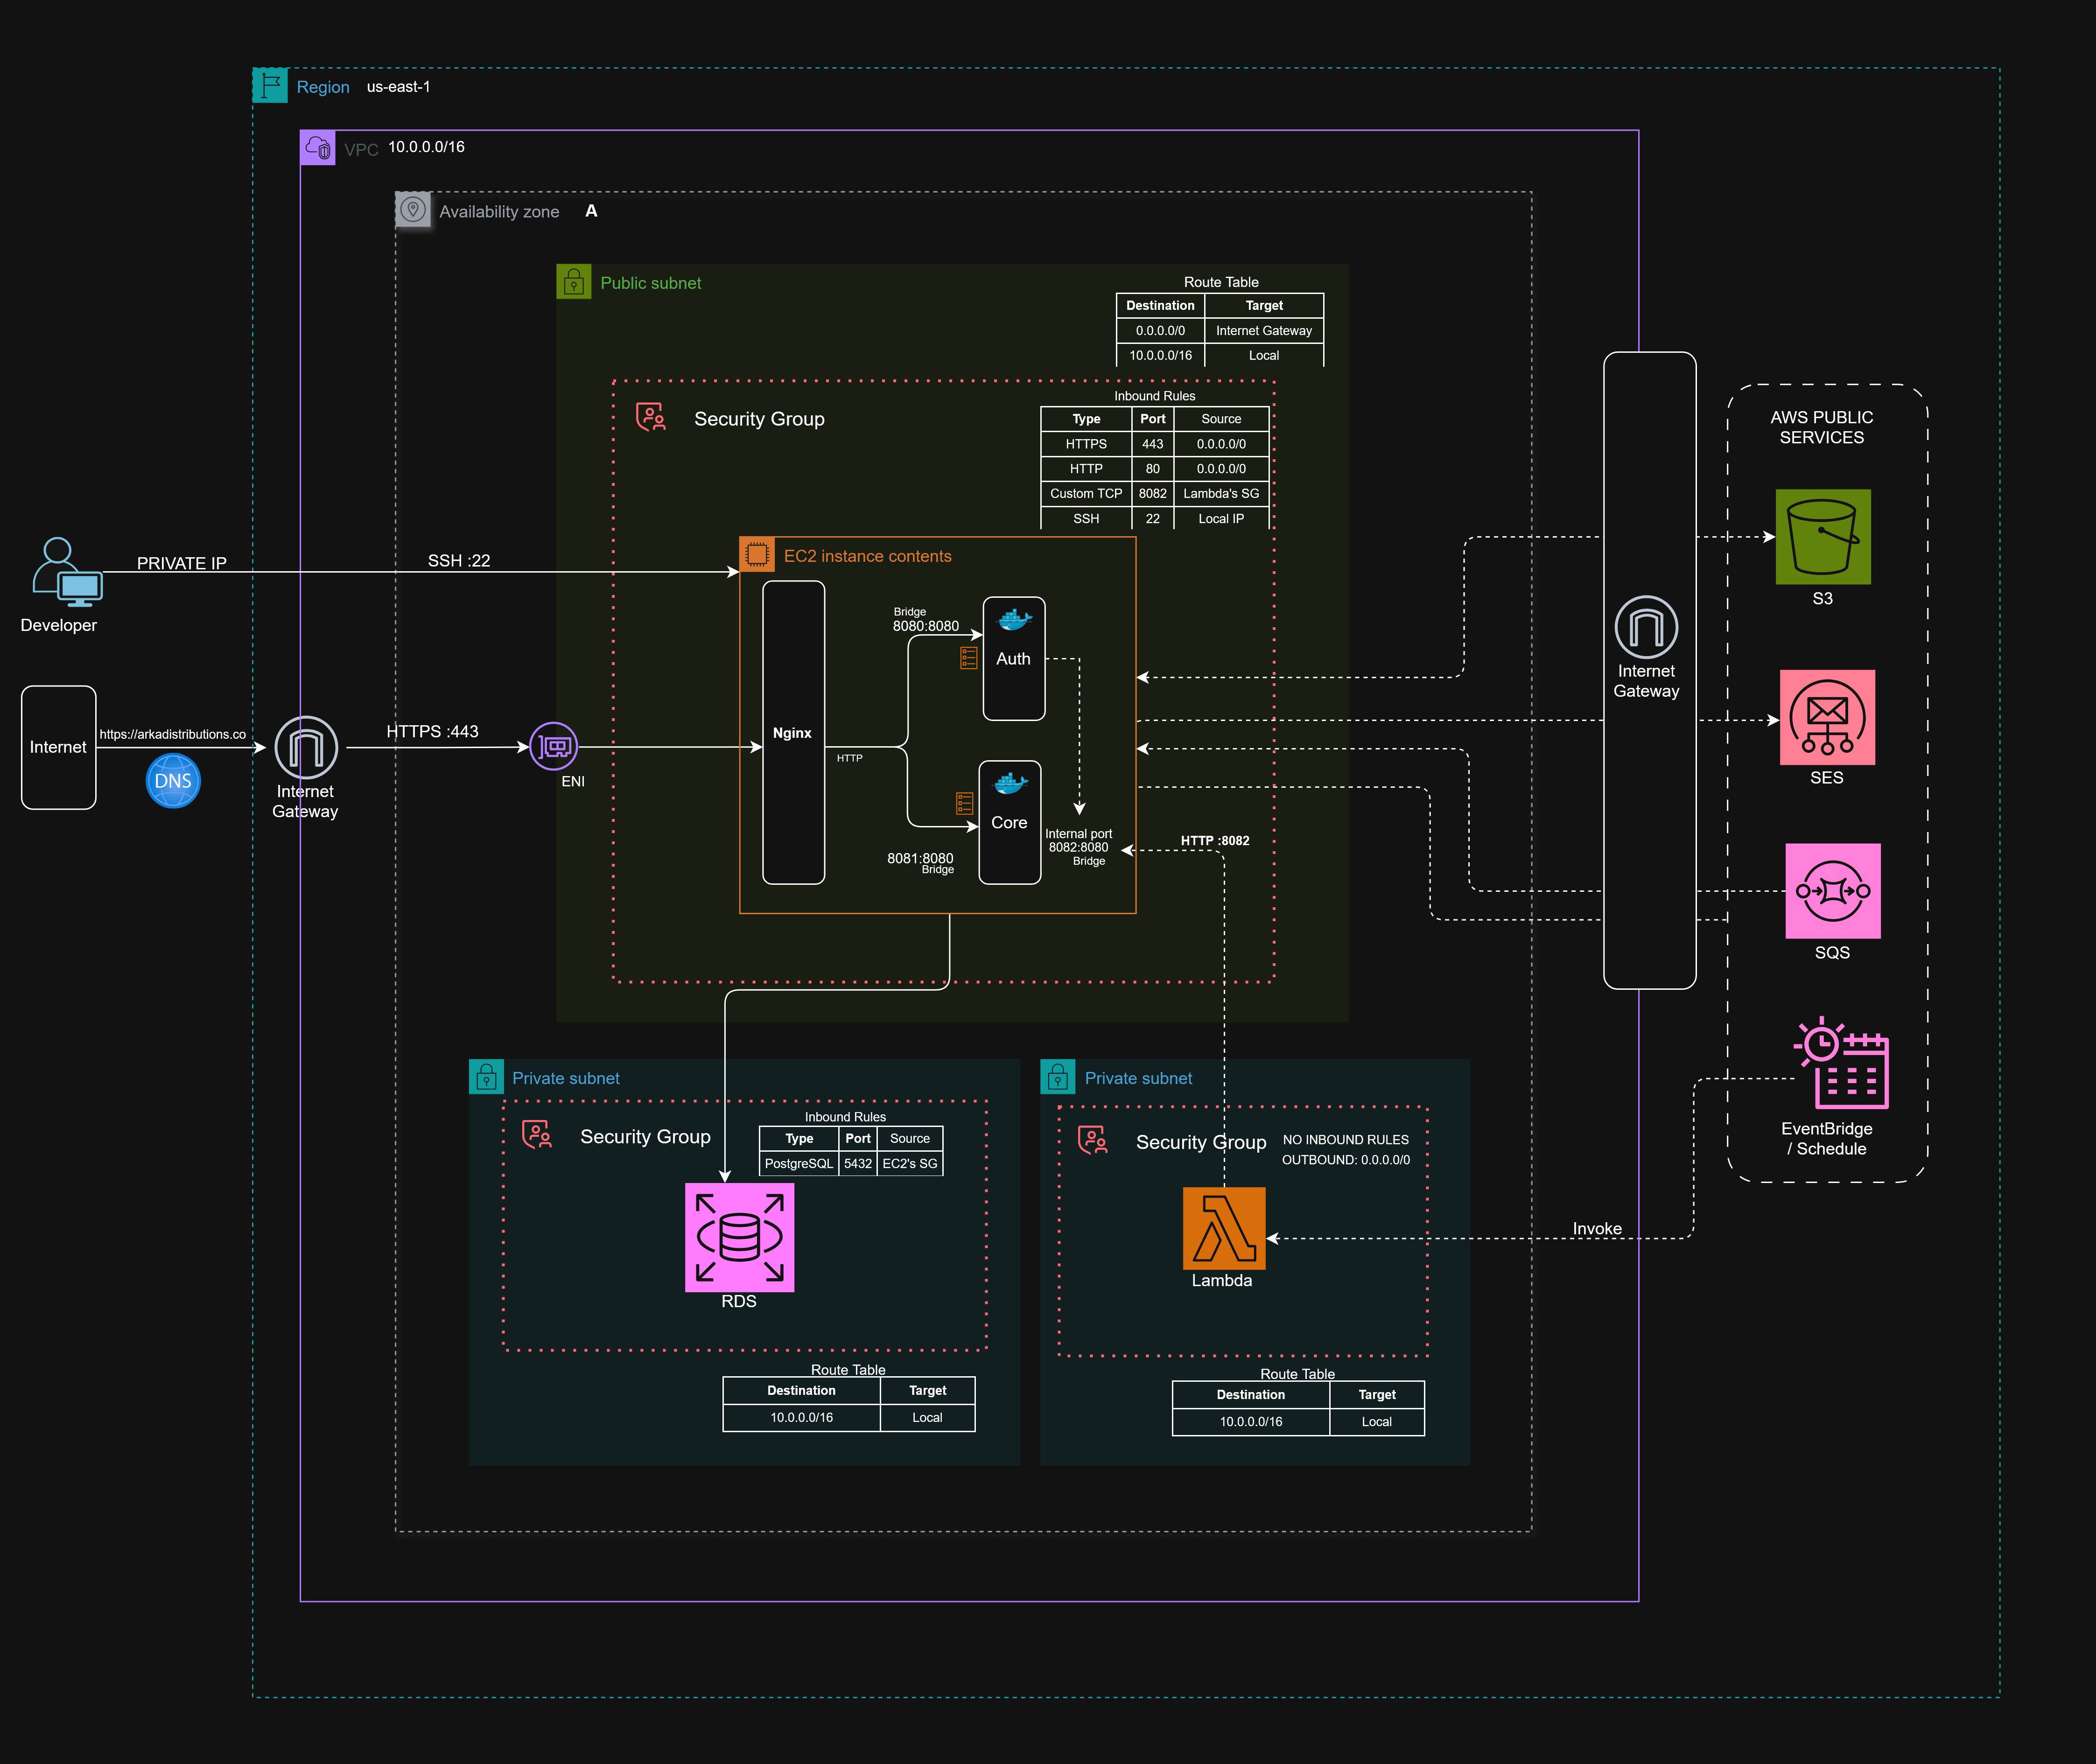 Region us-east-1
VPC 10.0.0.0/16
Availability zone A
Public subnet
Route Table
Destination Target
0.0.0.0/0 Internet Gateway
10.0.0.0/16 Local
Security Group
Inbound Rules
Type Port Source
HTTPS 443 0.0.0.0/0
HTTP 80 0.0.0.0/0
Custom TCP 8082 Lambda's SG
SSH 22 Local IP
AWS PUBLIC
SERVICES
S3
SES
SQS
EventBridge
/ Schedule
Internet
Gateway
Developer
PRIVATE IP
SSH :22
Internet
https://arkadistributions.co
DNS
Internet
Gateway
HTTPS :443
ENI
EC2 instance contents
Nginx
HTTP
Bridge
8080:8080
Auth
Core
8081:8080
Bridge
Internal port
8082:8080
Bridge
HTTP :8082
Private subnet
Security Group
Inbound Rules
Type Port Source
PostgreSQL 5432 EC2's SG
RDS
Route Table
Destination Target
10.0.0.0/16 Local
Private subnet
Security Group
NO INBOUND RULES
OUTBOUND: 0.0.0.0/0
Lambda
Invoke
Route Table
Destination Target
10.0.0.0/16 Local